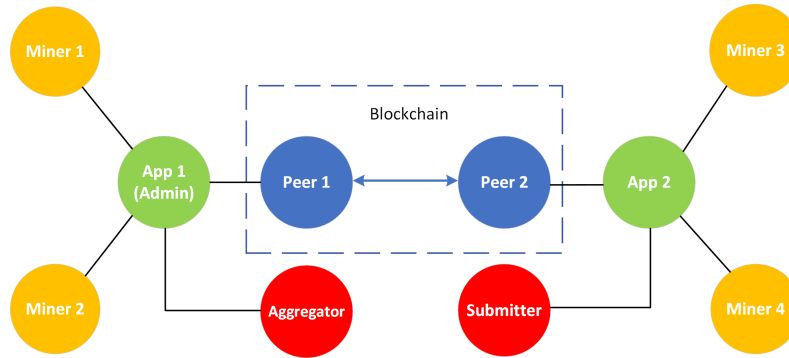 Miner 1
Miner 3
Blockchain
App 1
(Admin)
Peer 1
Peer 2
App 2
Miner 2
Aggregator
Submitter
Miner 4